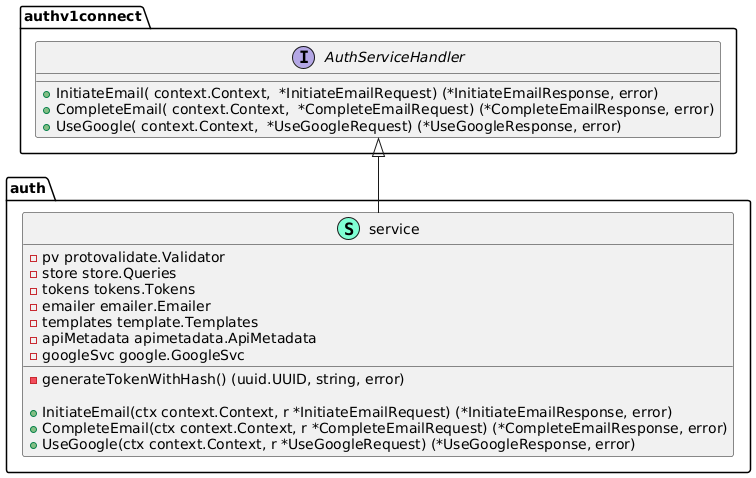 authv1connect
I AuthServiceHandler
InitiateEmail( context.Context,  *InitiateEmailRequest) (*InitiateEmailResponse, error)
CompleteEmail( context.Context,  *CompleteEmailRequest) (*CompleteEmailResponse, error)
UseGoogle( context.Context,  *UseGoogleRequest) (*UseGoogleResponse, error)
auth
S service
pv protovalidate.Validator
store store.Queries
tokens tokens.Tokens
emailer emailer.Emailer
templates template.Templates
apiMetadata apimetadata.ApiMetadata
googleSvc google.GoogleSvc
generateTokenWithHash() (uuid.UUID, string, error)
InitiateEmail(ctx context.Context, r *InitiateEmailRequest) (*InitiateEmailResponse, error)
CompleteEmail(ctx context.Context, r *CompleteEmailRequest) (*CompleteEmailResponse, error)
UseGoogle(ctx context.Context, r *UseGoogleRequest) (*UseGoogleResponse, error)